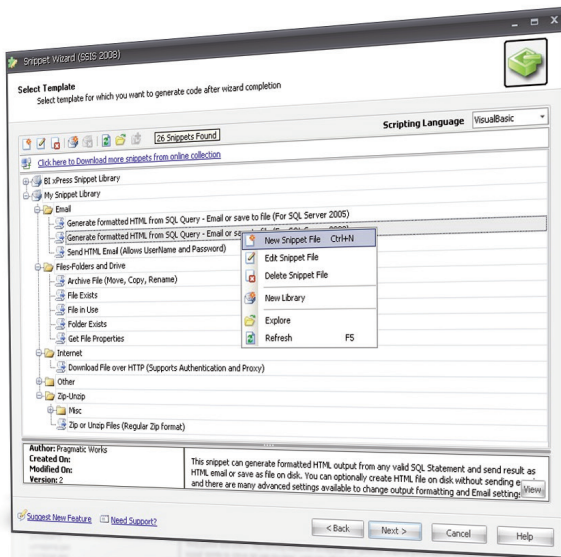 Snippet Wizard (SSIS 2008)
Select Template
Select template for which you want to generate code after wizard completion
26 Snippets Found
Scripting Language VisualBasic
Click here to Download more snippets from online collection
BI xPress Snippet Library
My Snippet Library
Email
Generate formatted HTML from SQL Query - Email or save to file (For SQL Server 2005)
Generate formatted HTML from SQL Query - Email or save to file (For SQL Server 2008)
Send HTML Email (Allows UserName and Password)
Files-Folders and Drive
Archive File (Move, Copy, Rename)
File Exists
File in Use
Folder Exists
Get File Properties
Internet
Download File over HTTP (Supports Authentication and Proxy)
Other
Zip-Unzip
Misc
Zip or Unzip Files (Regular Zip format)
New Snippet File Ctrl+N
Edit Snippet File
Delete Snippet File
New Library
Explore
Refresh F5
Author: Pragmatic Works
Created On:
Modified On:
Version: 2
This snippet can generate formatted HTML output from any valid SQL Statement and send result as
HTML email or save as file on disk. You can optionally create HTML file on disk without sending
and there are many advanced settings available to change output formatting and Email settings
View
Suggest New Feature
Need Support?
< Back
Next >
Cancel
Help